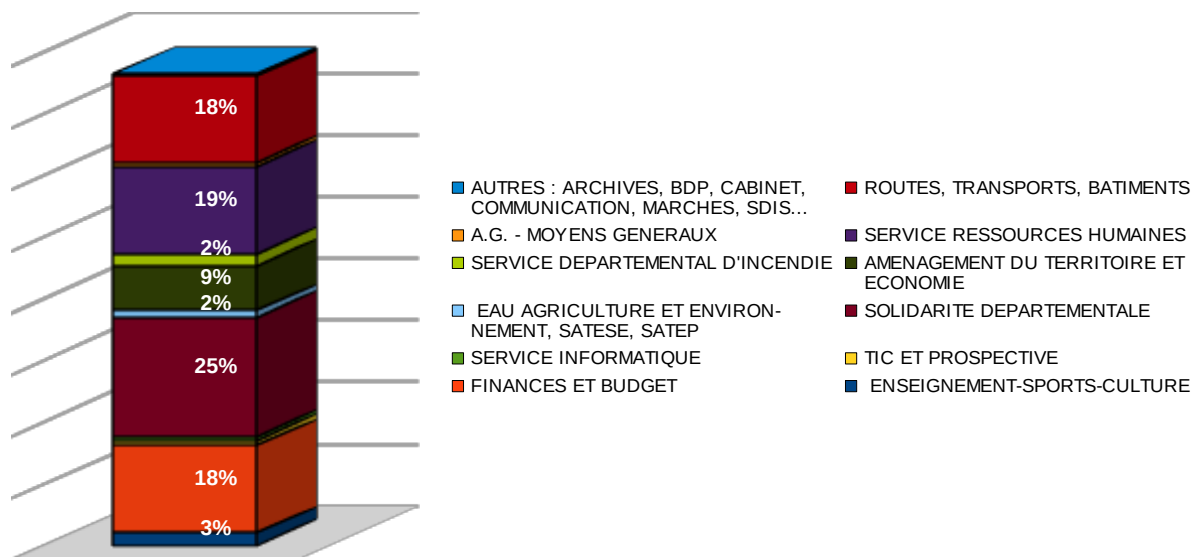 18%
19%
2%
9%
2%
25%
18%
3%
AUTRES : ARCHIVES, BDP, CABINET,
COMMUNICATION, MARCHES, SDIS...
ROUTES, TRANSPORTS, BATIMENTS
A.G. - MOYENS GENERAUX
SERVICE RESSOURCES HUMAINES
SERVICE DEPARTEMENTAL D'INCENDIE
AMENAGEMENT DU TERRITOIRE ET
ECONOMIE
EAU AGRICULTURE ET ENVIRON-
NEMENT, SATESE, SATEP
SOLIDARITE DEPARTEMENTALE
SERVICE INFORMATIQUE
TIC ET PROSPECTIVE
FINANCES ET BUDGET
ENSEIGNEMENT-SPORTS-CULTURE